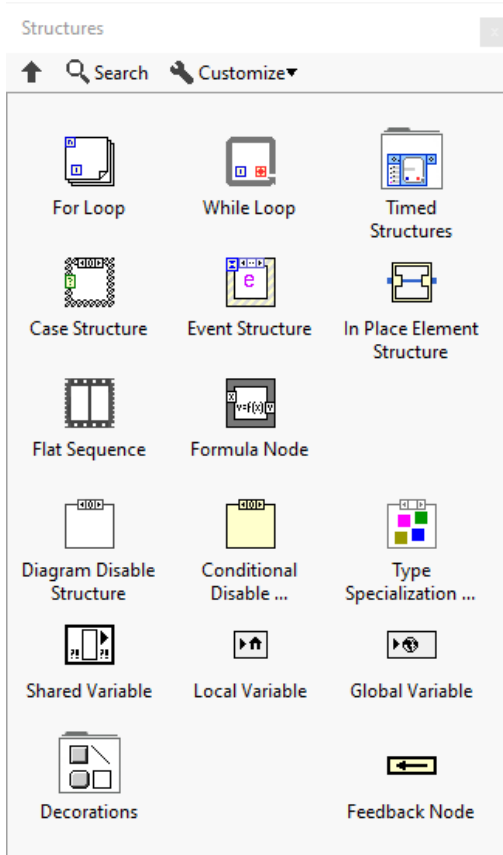 Structures
Search Customize▾
For Loop While Loop Timed
Structures
Case Structure Event Structure In Place Element
Structure
Flat Sequence Formula Node
Diagram Disable Conditional Type
Structure Disable ... Specialization ...
Shared Variable Local Variable Global Variable
Decorations Feedback Node